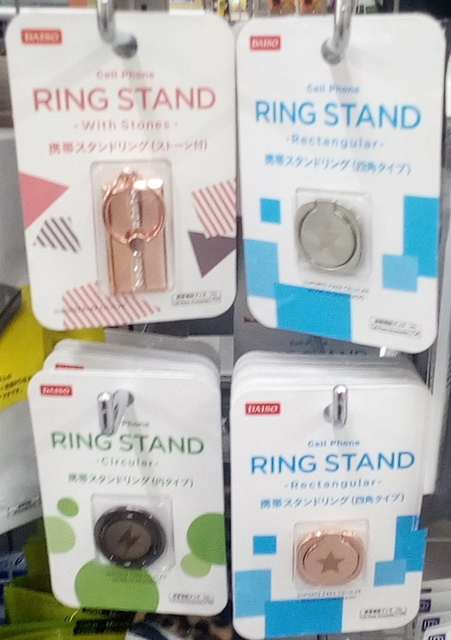 DAISO
Cell Phone
RING STAND
- With Stones -
携帯スタンドリング(ストーン付)
DAISO
Cell Phone
RING STAND
- Rectangular -
携帯スタンドリング(四角タイプ)
DAISO
Phone
RING STAND
- Circular -
携帯スタンドリング(円タイプ)
DAISO
Cell Phone
RING STAND
- Rectangular -
携帯スタンドリング(四角タイプ)